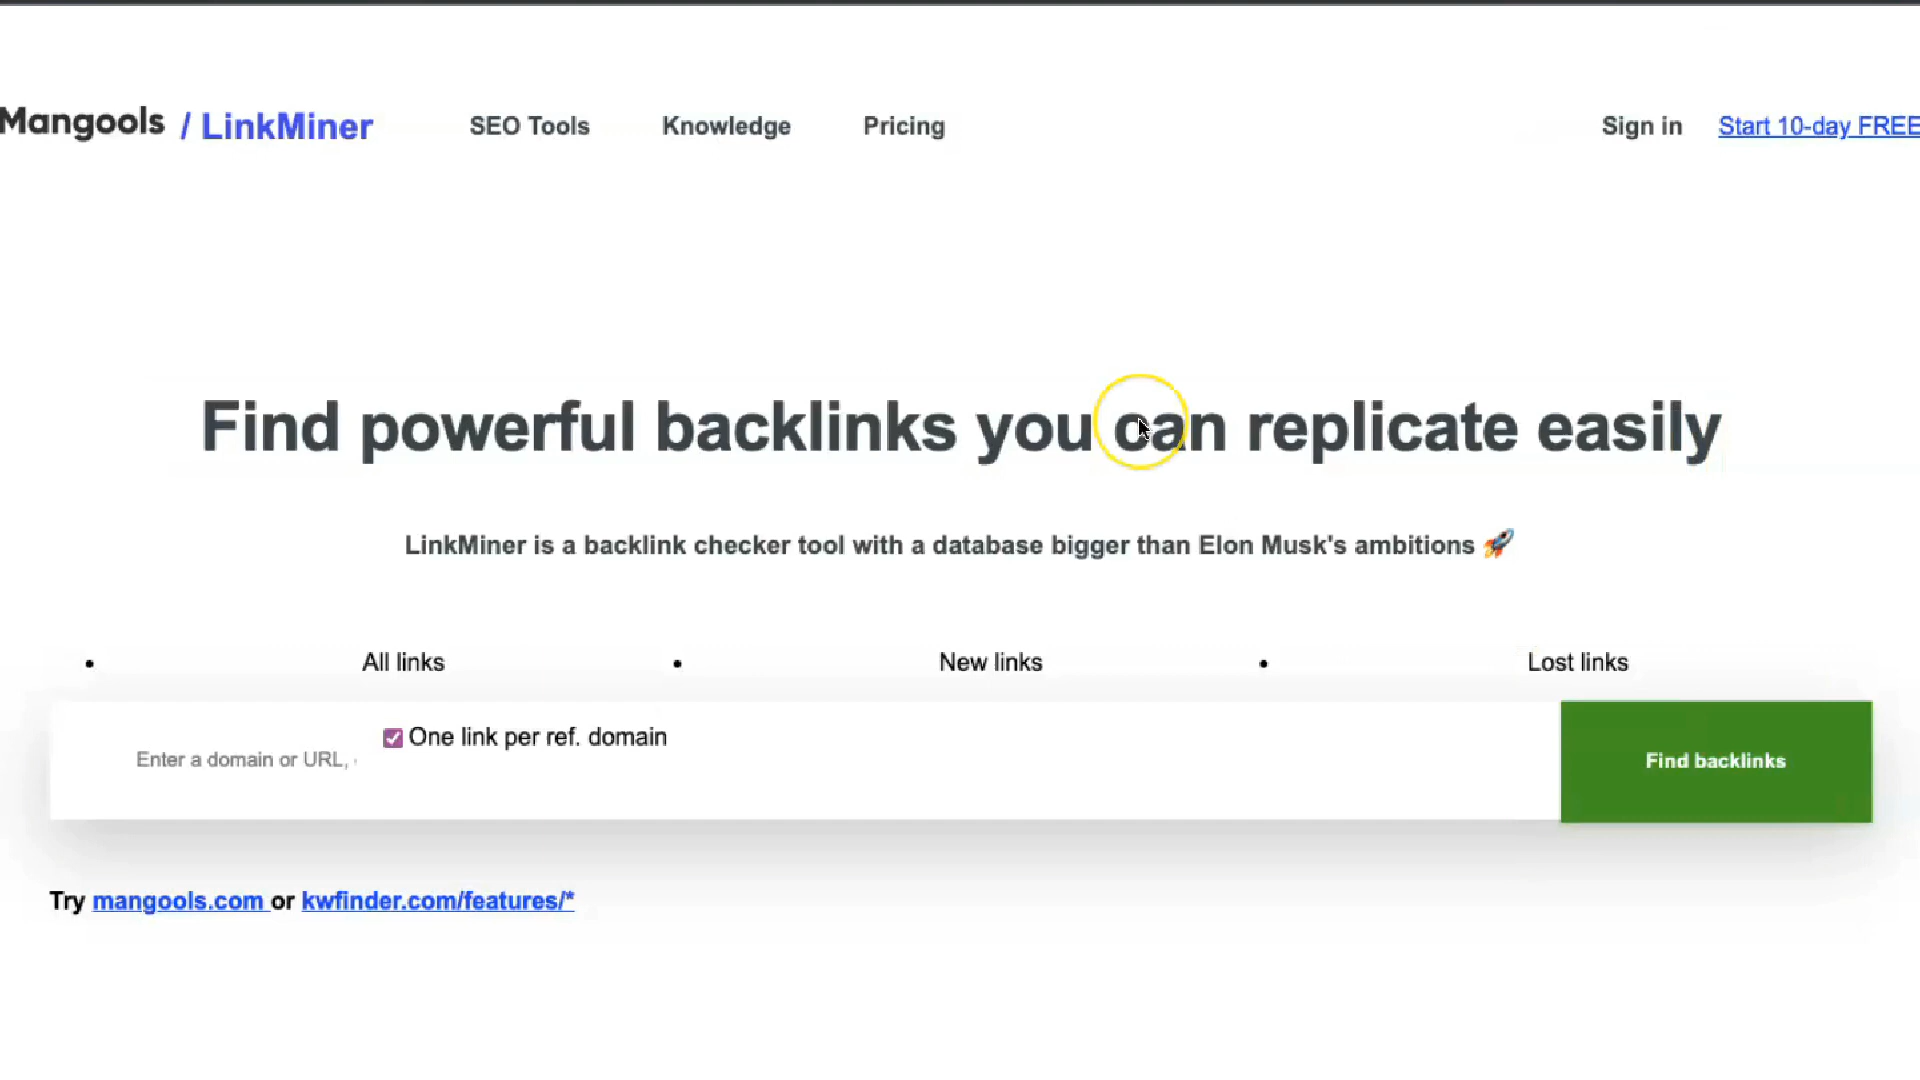 Mangools / LinkMiner SEO Tools Knowledge Pricing Sign in Start 10-day FREE
Find powerful backlinks you can replicate easily
LinkMiner is a backlink checker tool with a database bigger than Elon Musk's ambitions 🚀
• All links • New links • Lost links
One link per ref. domain
Enter a domain or URL,
Find backlinks
Try mangools.com or kwfinder.com/features/*